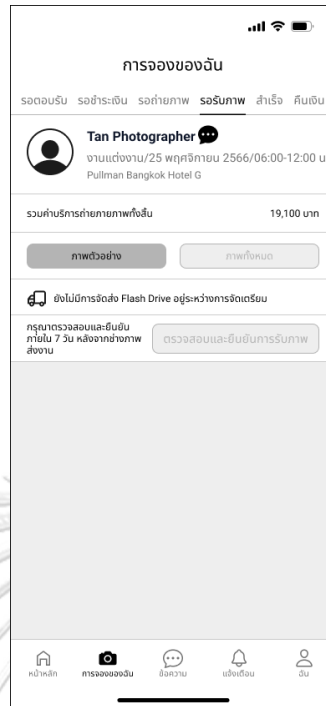 การจองของฉัน
รอตอบรับ รอชำระเงิน รอถ่ายภาพ รอรับภาพ สำเร็จ คืนเงิน
Tan Photographer
งานแต่งงาน/25 พฤศจิกายน 2566/06:00-12:00 น
Pullman Bangkok Hotel G
รวมค่าบริการถ่ายภายภาพทั้งสิ้น 19,100 บาท
ภาพตัวอย่าง ภาพทั้งหมด
ยังไม่มีการจัดส่ง Flash Drive อยู่ระหว่างการจัดเตรียม
กรุณาตรวจสอบและยืนยัน
ภายใน 7 วัน หลังจากช่างภาพ
ส่งงาน
ตรวจสอบและยืนยันการรับภาพ
หน้าหลัก การจองของฉัน ข้อความ แจ้งเตือน ฉัน